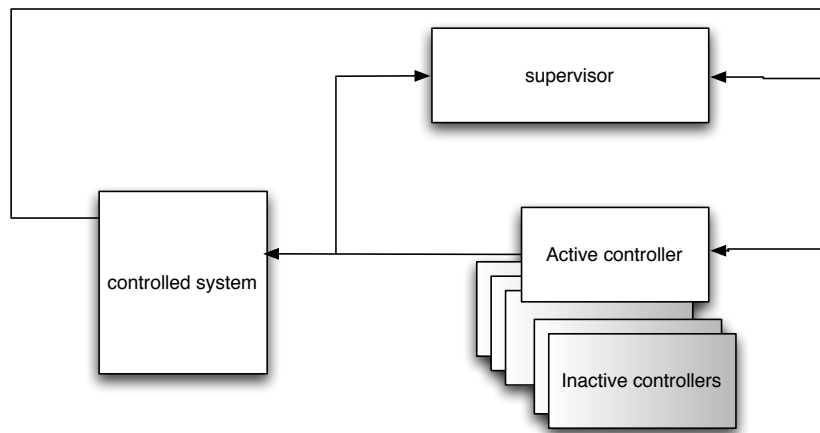 supervisor
Active controller
controlled system
Inactive controllers